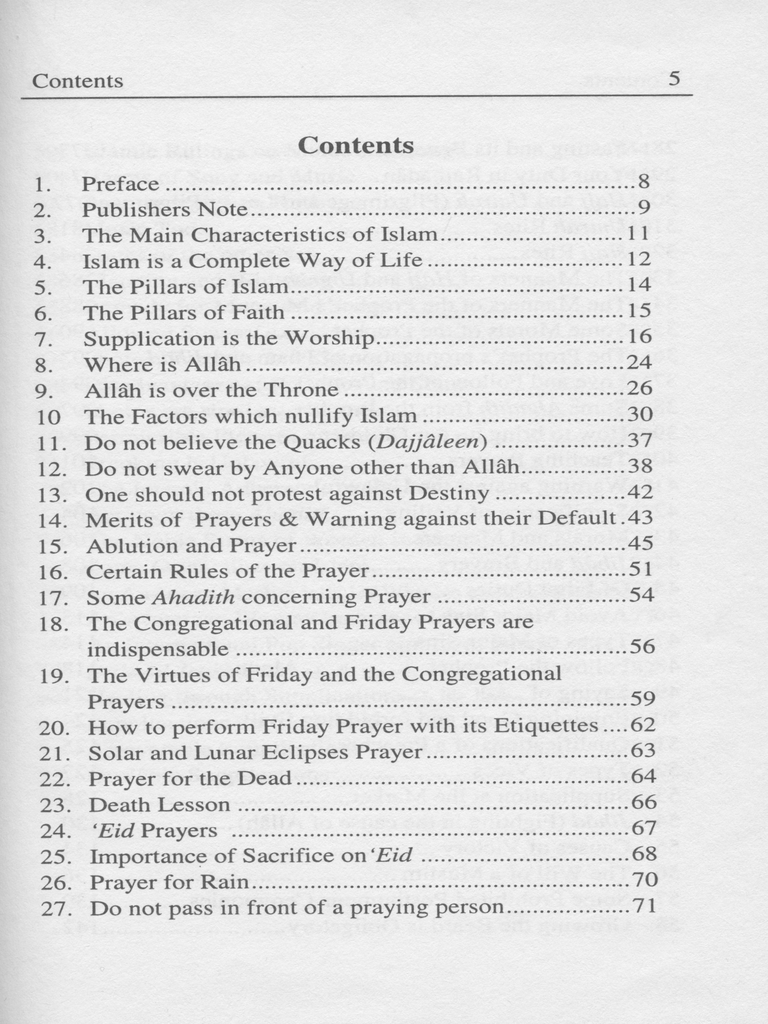 Contents 5
Contents
1. Preface ................................................................8
2. Publishers Note....................................................9
3. The Main Characteristics of Islam..........................11
4. Islam is a Complete Way of Life ............................12
5. The Pillars of Islam..............................................14
6. The Pillars of Faith ..............................................15
7. Supplication is the Worship...................................16
8. Where is Allâh .....................................................24
9. Allâh is over the Throne .......................................26
10 The Factors which nullify Islam .............................30
11. Do not believe the Quacks (Dajjâleen) ...................37
12. Do not swear by Anyone other than Allâh...............38
13. One should not protest against Destiny ..................42
14. Merits of Prayers & Warning against their Default .43
15. Ablution and Prayer..............................................45
16. Certain Rules of the Prayer...................................51
17. Some Ahadith concerning Prayer ..........................54
18. The Congregational and Friday Prayers are
indispensable ......................................................56
19. The Virtues of Friday and the Congregational
Prayers ...............................................................59
20. How to perform Friday Prayer with its Etiquettes ....62
21. Solar and Lunar Eclipses Prayer............................63
22. Prayer for the Dead..............................................64
23. Death Lesson ......................................................66
24. ‘Eid Prayers ........................................................67
25. Importance of Sacrifice on ‘Eid .............................68
26. Prayer for Rain.....................................................70
27. Do not pass in front of a praying person.................71